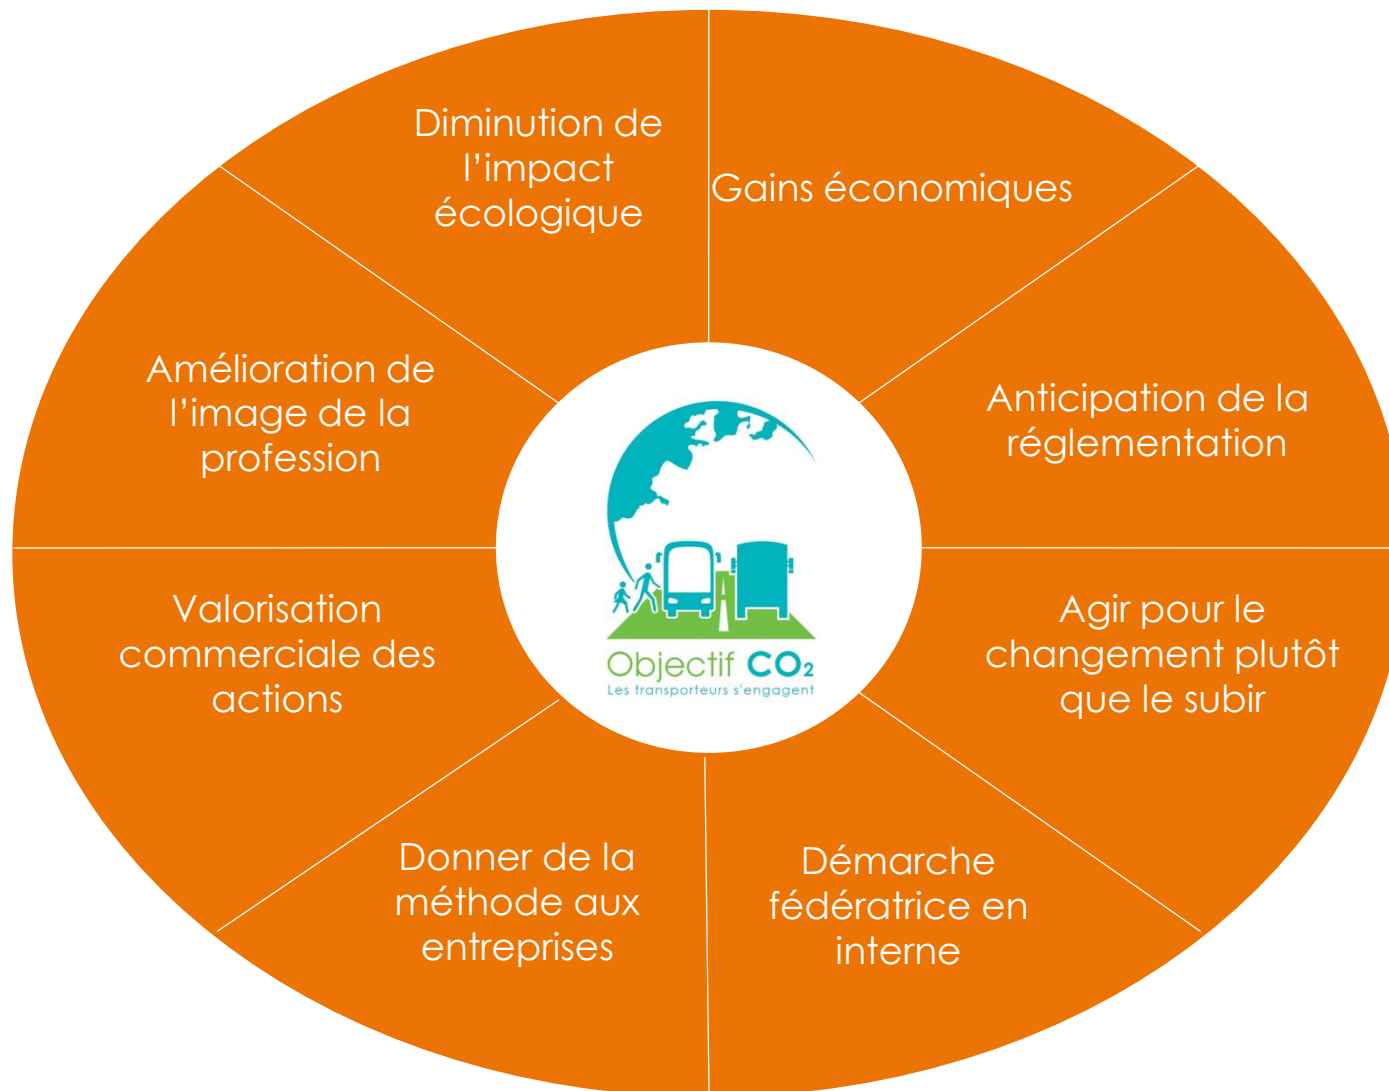 Diminution de
l’impact
écologique
Gains économiques
Anticipation de la
réglementation
Agir pour le
changement plutôt
que le subir
Démarche
fédératrice en
interne
Donner de la
méthode aux
entreprises
Valorisation
commerciale des
actions
Amélioration de
l’image de la
profession
Objectif CO₂
Les transporteurs s'engagent